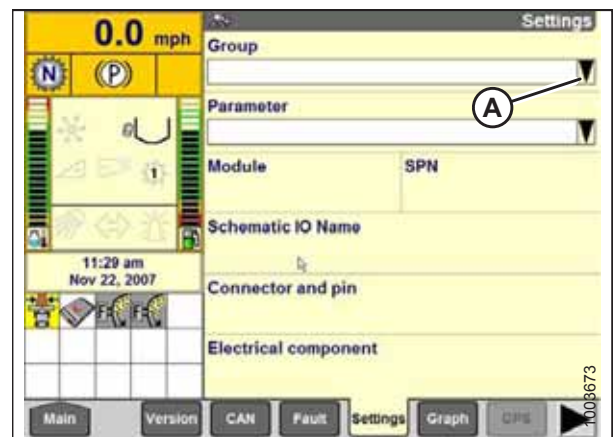 0.0 mph
N
(P)
1
11:29 am
Nov 22, 2007
Settings
Group
A
Parameter
Module
SPN
Schematic IO Name
Connector and pin
Electrical component
Main
Version
CAN
Fault
Settings
Graph
GPS
1003673